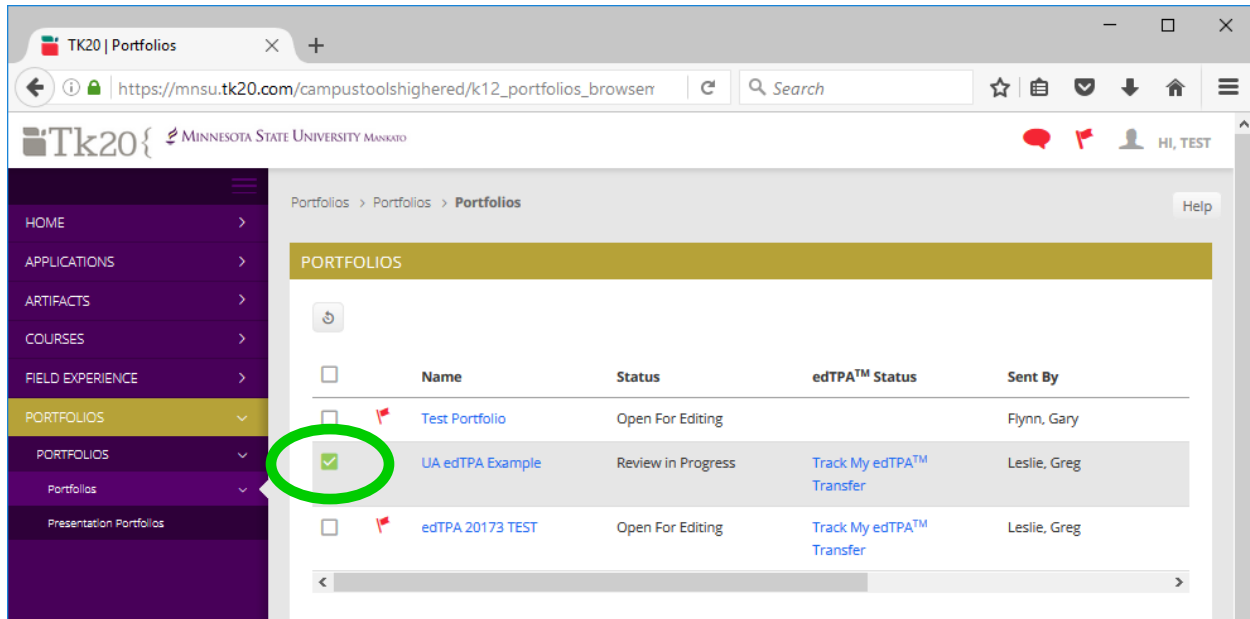 TK20 | Portfolios
https://mnsu.tk20.com/campustoolshighered/k12_portfolios_browsem
Search
Tk20{ MINNESOTA STATE UNIVERSITY MANKATO
HI, TEST
Portfolios > Portfolios > Portfolios
Help
HOME
APPLICATIONS
ARTIFACTS
COURSES
FIELD EXPERIENCE
PORTFOLIOS
PORTFOLIOS
Portfolios
Presentation Portfolios
PORTFOLIOS
Name Status edTPA™ Status Sent By
Test Portfolio Open For Editing Flynn, Gary
UA edTPA Example Review in Progress Track My edTPA™ Leslie, Greg
Transfer
edTPA 20173 TEST Open For Editing Track My edTPA™ Leslie, Greg
Transfer